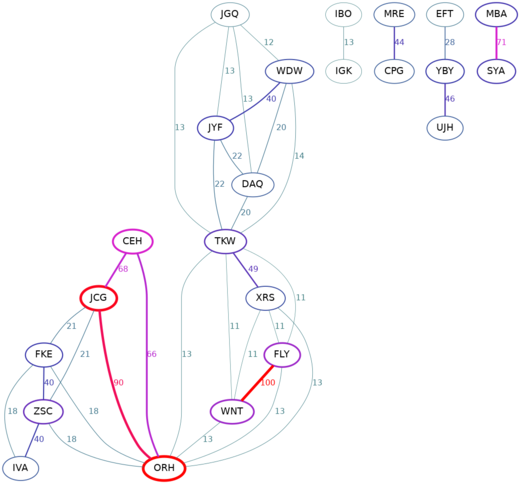 JGQ IBO MRE EFT MBA
12 13 44 28 71
13
WDW IGK CPG YBY SYA
40 13
13 JYF 20 14 46 UJH
22
22 DAQ
20
CEH TKW
68 49
JCG XRS 11
21 11 11
FKE 21 66 13 FLY
40 90 100 13
18 ZSC 18 WNT 13
40 18 13
IVA ORH